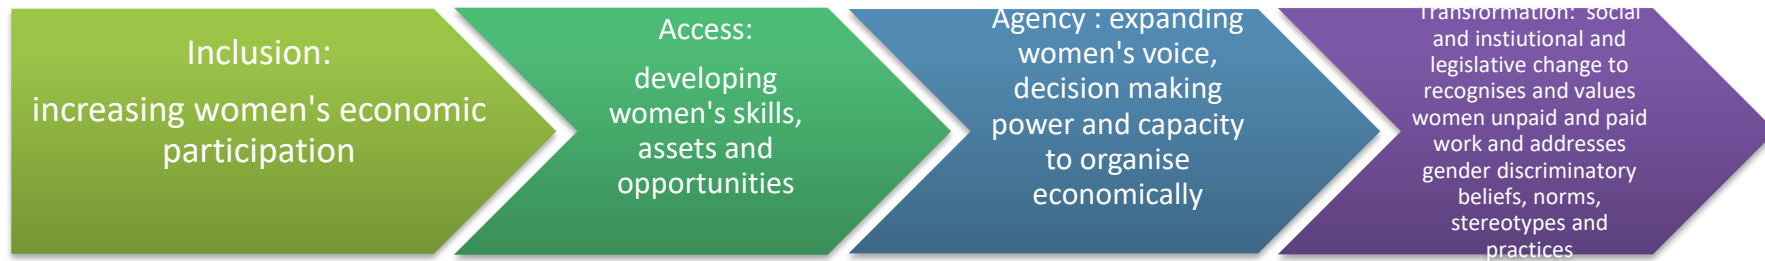 Inclusion:
increasing women's economic
participation
Access:
developing
women's skills,
assets and
opportunities
Agency : expanding
women's voice,
decision making
power and capacity
to organise
economically
Transformation: social
and instiutional and
legislative change to
recognises and values
women unpaid and paid
work and addresses
gender discriminatory
beliefs, norms,
stereotypes and
practices